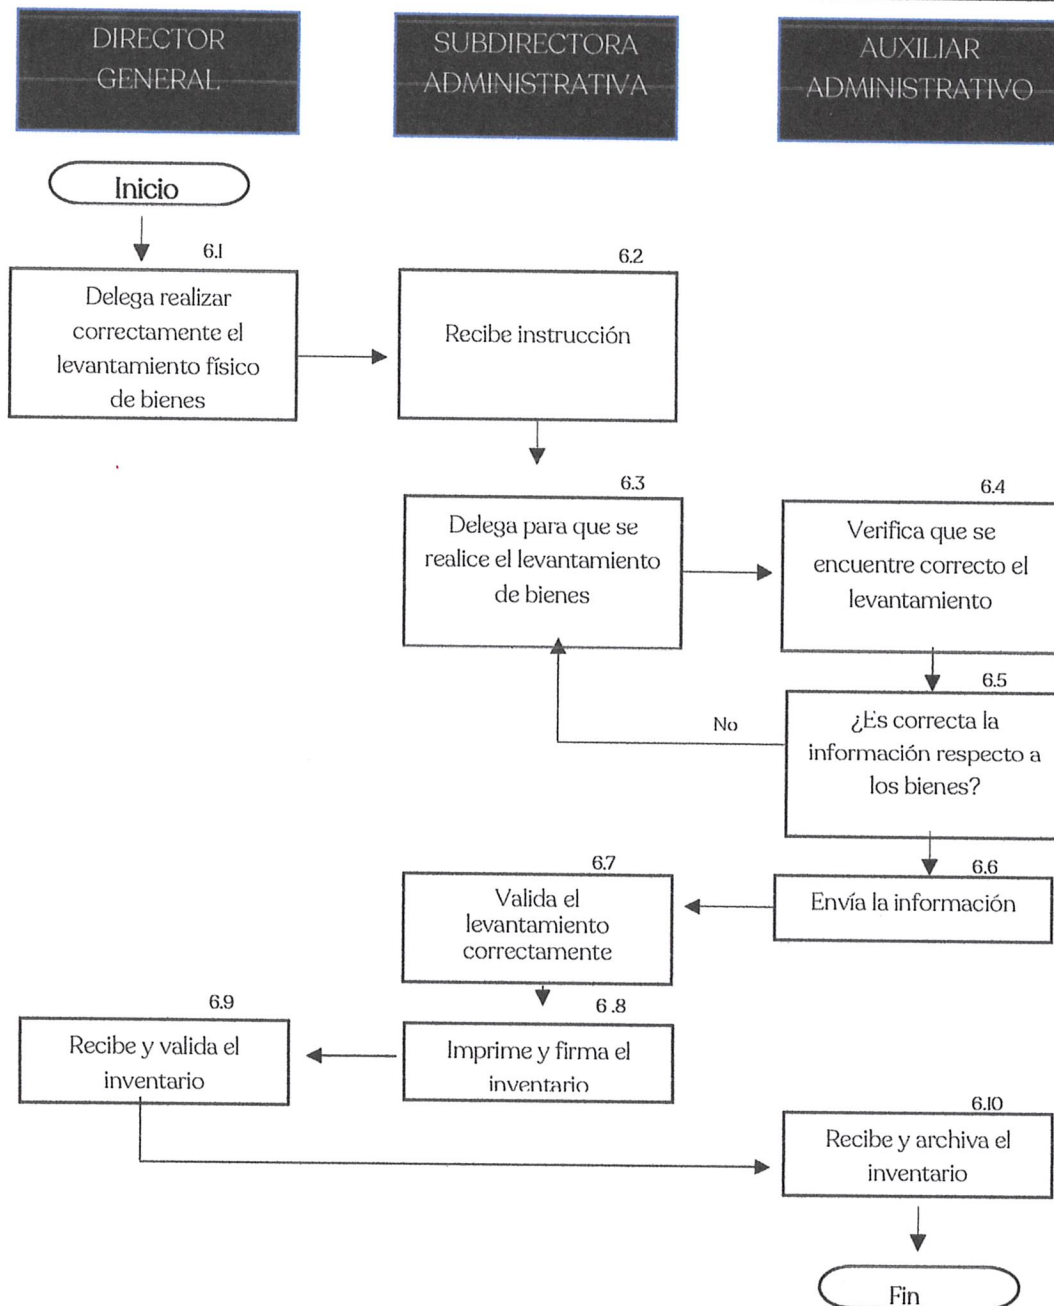 DIRECTOR
GENERAL
SUBDIRECTORA
ADMINISTRATIVA
AUXILIAR
ADMINISTRATIVO
Inicio
6.1
Delega realizar
correctamente el
levantamiento físico
de bienes
6.2
Recibe instrucción
6.3
Delega para que se
realice el levantamiento
de bienes
6.4
Verifica que se
encuentre correcto el
levantamiento
6.5
¿Es correcta la
información respecto a
los bienes?
No
6.6
Envía la información
6.7
Valida el
levantamiento
correctamente
6 .8
Imprime y firma el
inventario
6.9
Recibe y valida el
inventario
6.10
Recibe y archiva el
inventario
Fin